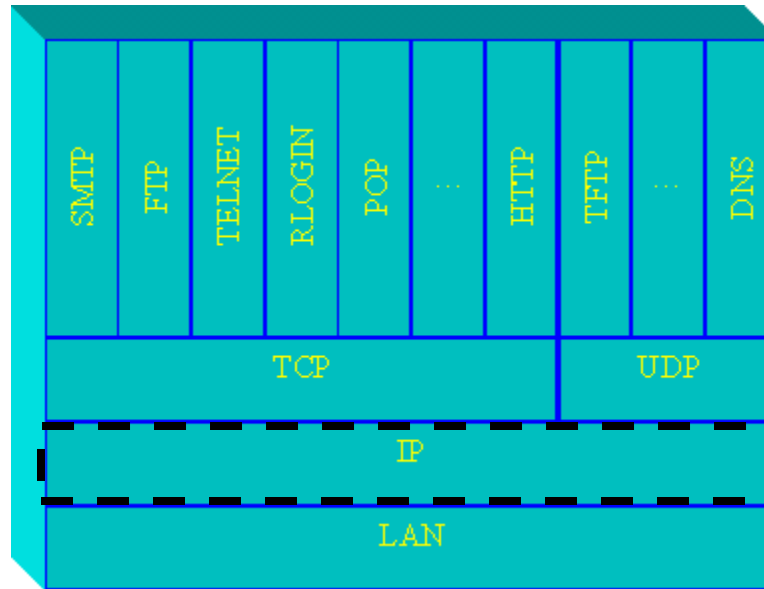 SMTP
FTP
TELNET
RLOGIN
POP
...
HTTP
TFTP
...
DNS
TCP
UDP
IP
LAN